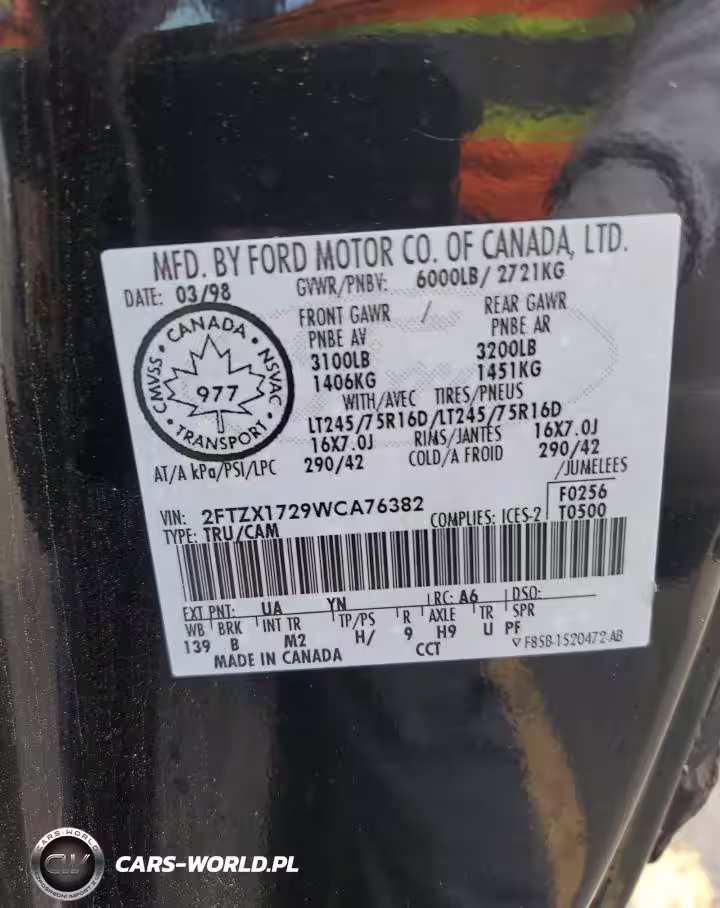 MFD. BY FORD MOTOR CO. OF CANADA, LTD.
DATE: 03/98 GVWR/PNBV: 6000LB/ 2721KG
FRONT GAWR / REAR GAWR
PNBE AV PNBE AR
3100LB 3200LB
1406KG 1451KG
WITH/AVEC TIRES/PNEUS
LT245/75R16D/LT245/75R16D
16X7.0J RIMS/JANTES 16X7.0J
AT/A kPa/PSI/LPC 290/42 COLD/A FROID 290/42
/JUMELEES
CANADA
CMVSS
NSVAC
977
TRANSPORT
VIN: 2FTZX1729WCA76382
F0256
TYPE: TRU/CAM COMPLIES: ICES-2 T0500
EXT PNT: UA YN RC: A6 DSO:
WB BRK INT TR TP/PS R AXLE TR SPR
139 B M2 H/ 9 H9 U PF
MADE IN CANADA CCT F85B-1520472-AB
CARS-WORLD
CW
CARS-WORLD.PL